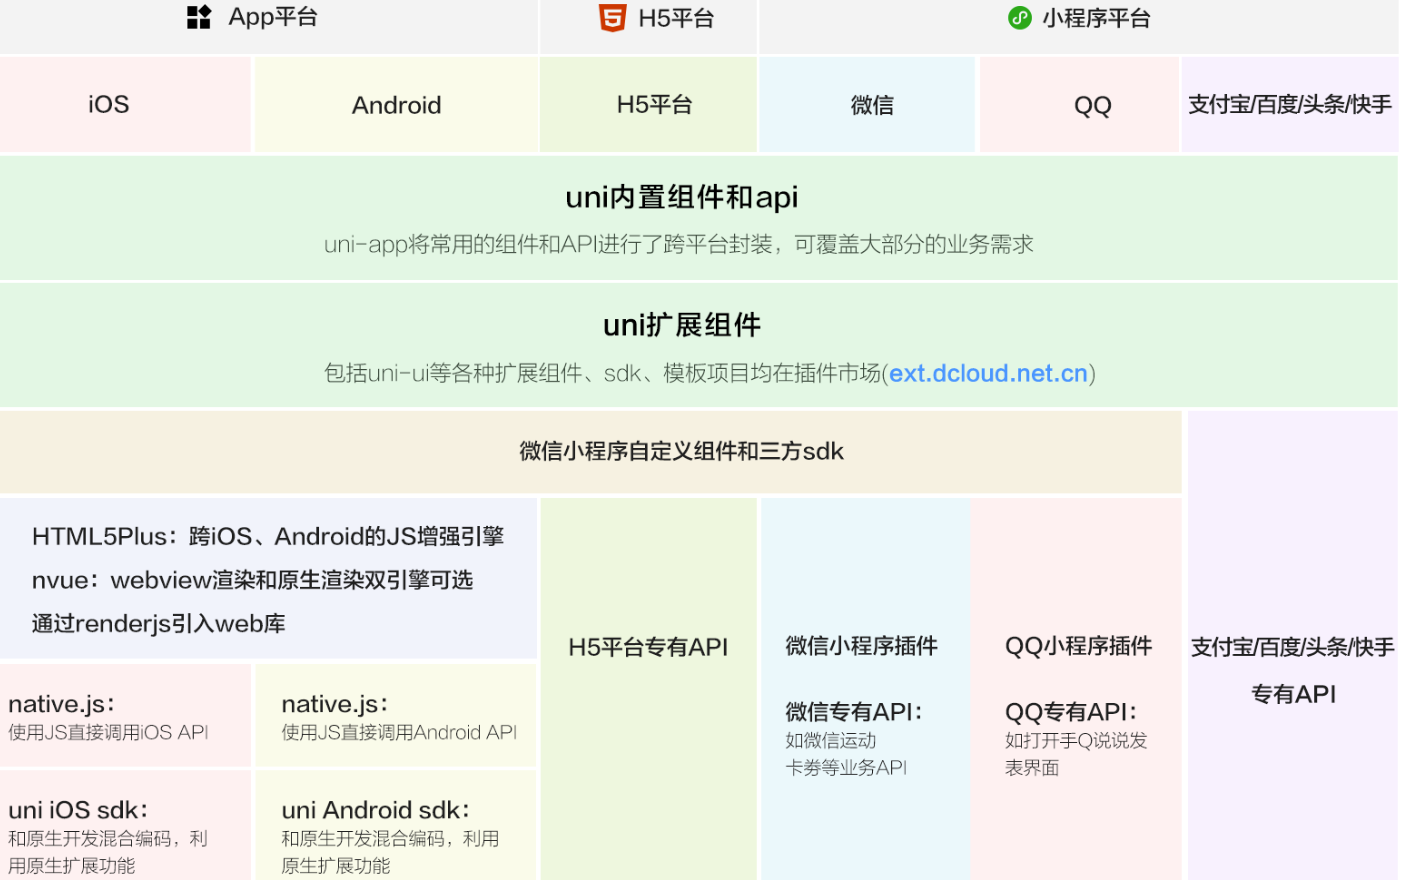 App平台
H5平台
小程序平台
iOS
Android
H5平台
微信
QQ
支付宝/百度/头条/快手
uni内置组件和api
uni-app将常用的组件和API进行了跨平台封装，可覆盖大部分的业务需求
uni扩展组件
包括uni-ui等各种扩展组件、sdk、模板项目均在插件市场(ext.dcloud.net.cn)
微信小程序自定义组件和三方sdk
HTML5Plus：跨iOS、Android的JS增强引擎
nvue：webview渲染和原生渲染双引擎可选
通过renderjs引入web库
native.js：
使用JS直接调用iOS API
native.js：
使用JS直接调用Android API
uni iOS sdk：
和原生开发混合编码，利
用原生扩展功能
uni Android sdk：
和原生开发混合编码，利用
原生扩展功能
H5平台专有API
微信小程序插件
微信专有API：
如微信运动
卡券等业务API
QQ小程序插件
QQ专有API：
如打开手Q说说发
表界面
支付宝/百度/头条/快手
专有API